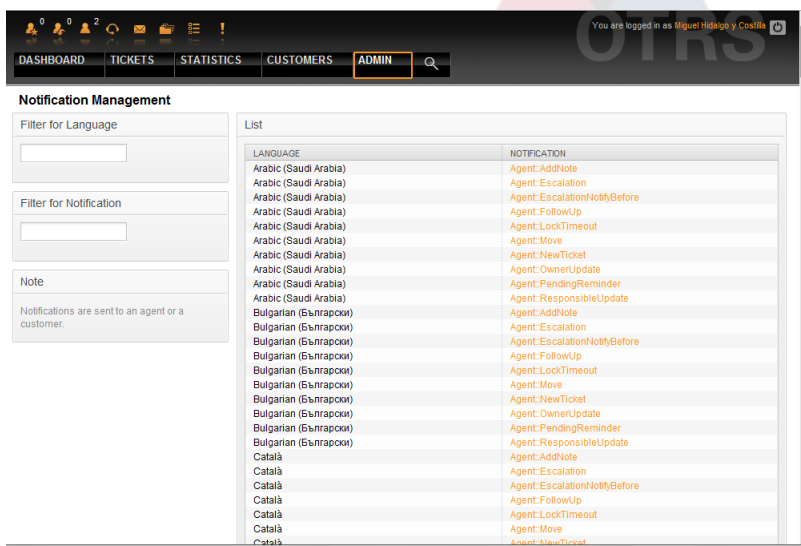 0 0 2
You are logged in as Miguel Hidalgo y Costilla
OTRS
DASHBOARD TICKETS STATISTICS CUSTOMERS ADMIN
Notification Management
Filter for Language
Filter for Notification
Note
Notifications are sent to an agent or a
customer.
List
LANGUAGE NOTIFICATION
Arabic (Saudi Arabia) Agent::AddNote
Arabic (Saudi Arabia) Agent::Escalation
Arabic (Saudi Arabia) Agent::EscalationNotifyBefore
Arabic (Saudi Arabia) Agent::FollowUp
Arabic (Saudi Arabia) Agent::LockTimeout
Arabic (Saudi Arabia) Agent::Move
Arabic (Saudi Arabia) Agent::NewTicket
Arabic (Saudi Arabia) Agent::OwnerUpdate
Arabic (Saudi Arabia) Agent::PendingReminder
Arabic (Saudi Arabia) Agent::ResponsibleUpdate
Bulgarian (Български) Agent::AddNote
Bulgarian (Български) Agent::Escalation
Bulgarian (Български) Agent::EscalationNotifyBefore
Bulgarian (Български) Agent::FollowUp
Bulgarian (Български) Agent::LockTimeout
Bulgarian (Български) Agent::Move
Bulgarian (Български) Agent::NewTicket
Bulgarian (Български) Agent::OwnerUpdate
Bulgarian (Български) Agent::PendingReminder
Bulgarian (Български) Agent::ResponsibleUpdate
Català Agent::AddNote
Català Agent::Escalation
Català Agent::EscalationNotifyBefore
Català Agent::FollowUp
Català Agent::LockTimeout
Català Agent::Move
Català Agent::NewTicket